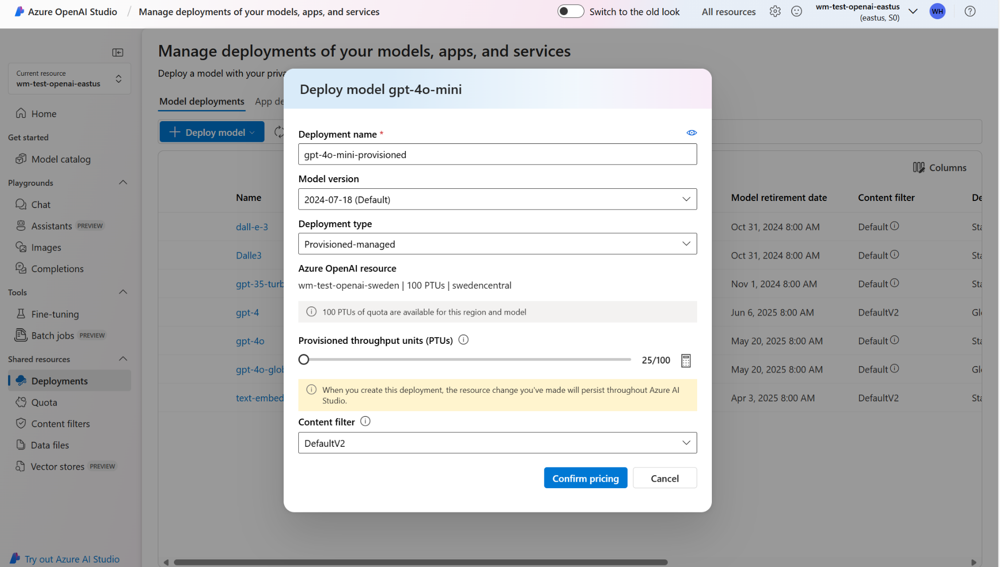 Azure OpenAI Studio / Manage deployments of your models, apps, and services
Switch to the old look
All resources
wm-test-openai-eastus
(eastus, S0)
WH
Current resource
wm-test-openai-eastus
Home
Get started
Model catalog
Playgrounds
Chat
Assistants PREVIEW
Images
Completions
Tools
Fine-tuning
Batch jobs PREVIEW
Shared resources
Deployments
Quota
Content filters
Data files
Vector stores PREVIEW
Try out Azure AI Studio
Manage deployments of your models, apps, and services
Deploy a model with your priva
Model deployments
App de
Deploy model
Columns
Name
Model retirement date
Content filter
De
dall-e-3
Oct 31, 2024 8:00 AM
Default
Sta
Dalle3
Oct 31, 2024 8:00 AM
Default
Sta
gpt-35-turb
Nov 1, 2024 8:00 AM
Default
Sta
gpt-4
Jun 6, 2025 8:00 AM
DefaultV2
Glo
gpt-4o
May 20, 2025 8:00 AM
Default
Sta
gpt-4o-glob
May 20, 2025 8:00 AM
Default
Glo
text-embed
Apr 3, 2025 8:00 AM
DefaultV2
Sta
Deploy model gpt-4o-mini
Deployment name *
gpt-4o-mini-provisioned
Model version
2024-07-18 (Default)
Deployment type
Provisioned-managed
Azure OpenAI resource
wm-test-openai-sweden | 100 PTUs | swedencentral
100 PTUs of quota are available for this region and model
Provisioned throughput units (PTUs)
25/100
When you create this deployment, the resource change you've made will persist throughout Azure AI
Studio.
Content filter
DefaultV2
Confirm pricing
Cancel